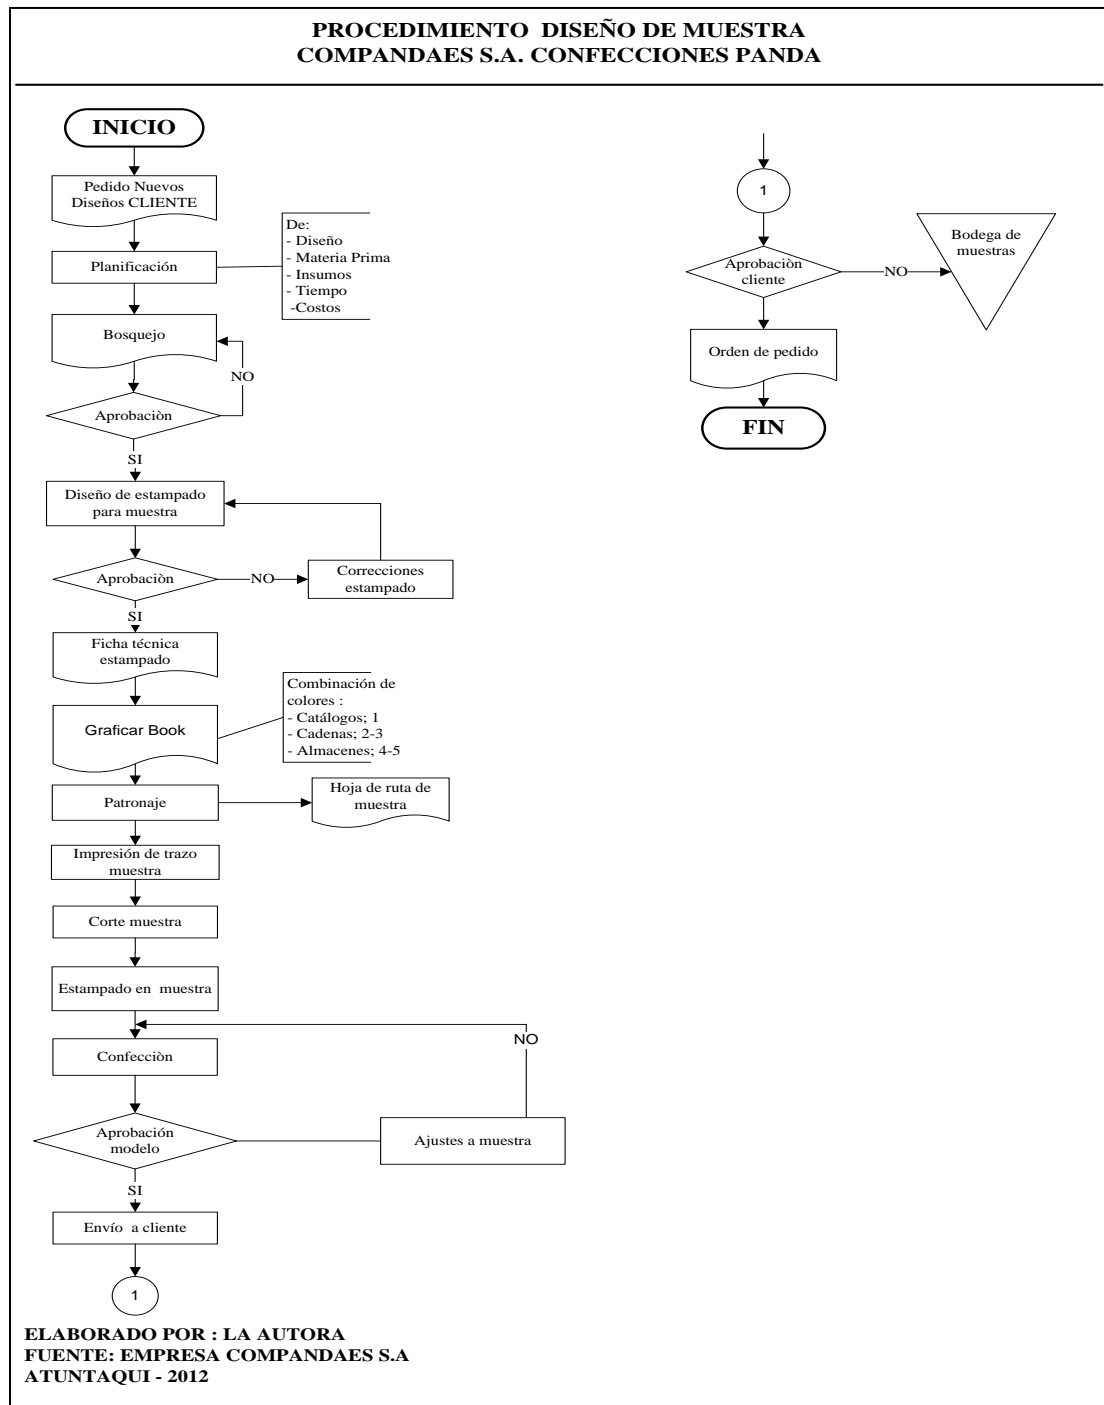 PROCEDIMIENTO DISEÑO DE MUESTRA
COMPANDAES S.A. CONFECCIONES PANDA
INICIO
Pedido Nuevos
Diseños CLIENTE
Planificación
De:
- Diseño
- Materia Prima
- Insumos
- Tiempo
-Costos
Bosquejo
NO
Aprobaciòn
SI
Diseño de estampado
para muestra
Aprobaciòn
NO
Correcciones
estampado
SI
Ficha técnica
estampado
Combinación de
colores :
- Catálogos; 1
- Cadenas; 2-3
- Almacenes; 4-5
Graficar Book
Patronaje
Hoja de ruta de
muestra
Impresión de trazo
muestra
Corte muestra
Estampado en muestra
NO
Confecciòn
Aprobación
modelo
Ajustes a muestra
SI
Envío a cliente
1
1
Aprobaciòn
cliente
NO
Bodega de
muestras
Orden de pedido
FIN
ELABORADO POR : LA AUTORA
FUENTE: EMPRESA COMPANDAES S.A
ATUNTAQUI - 2012